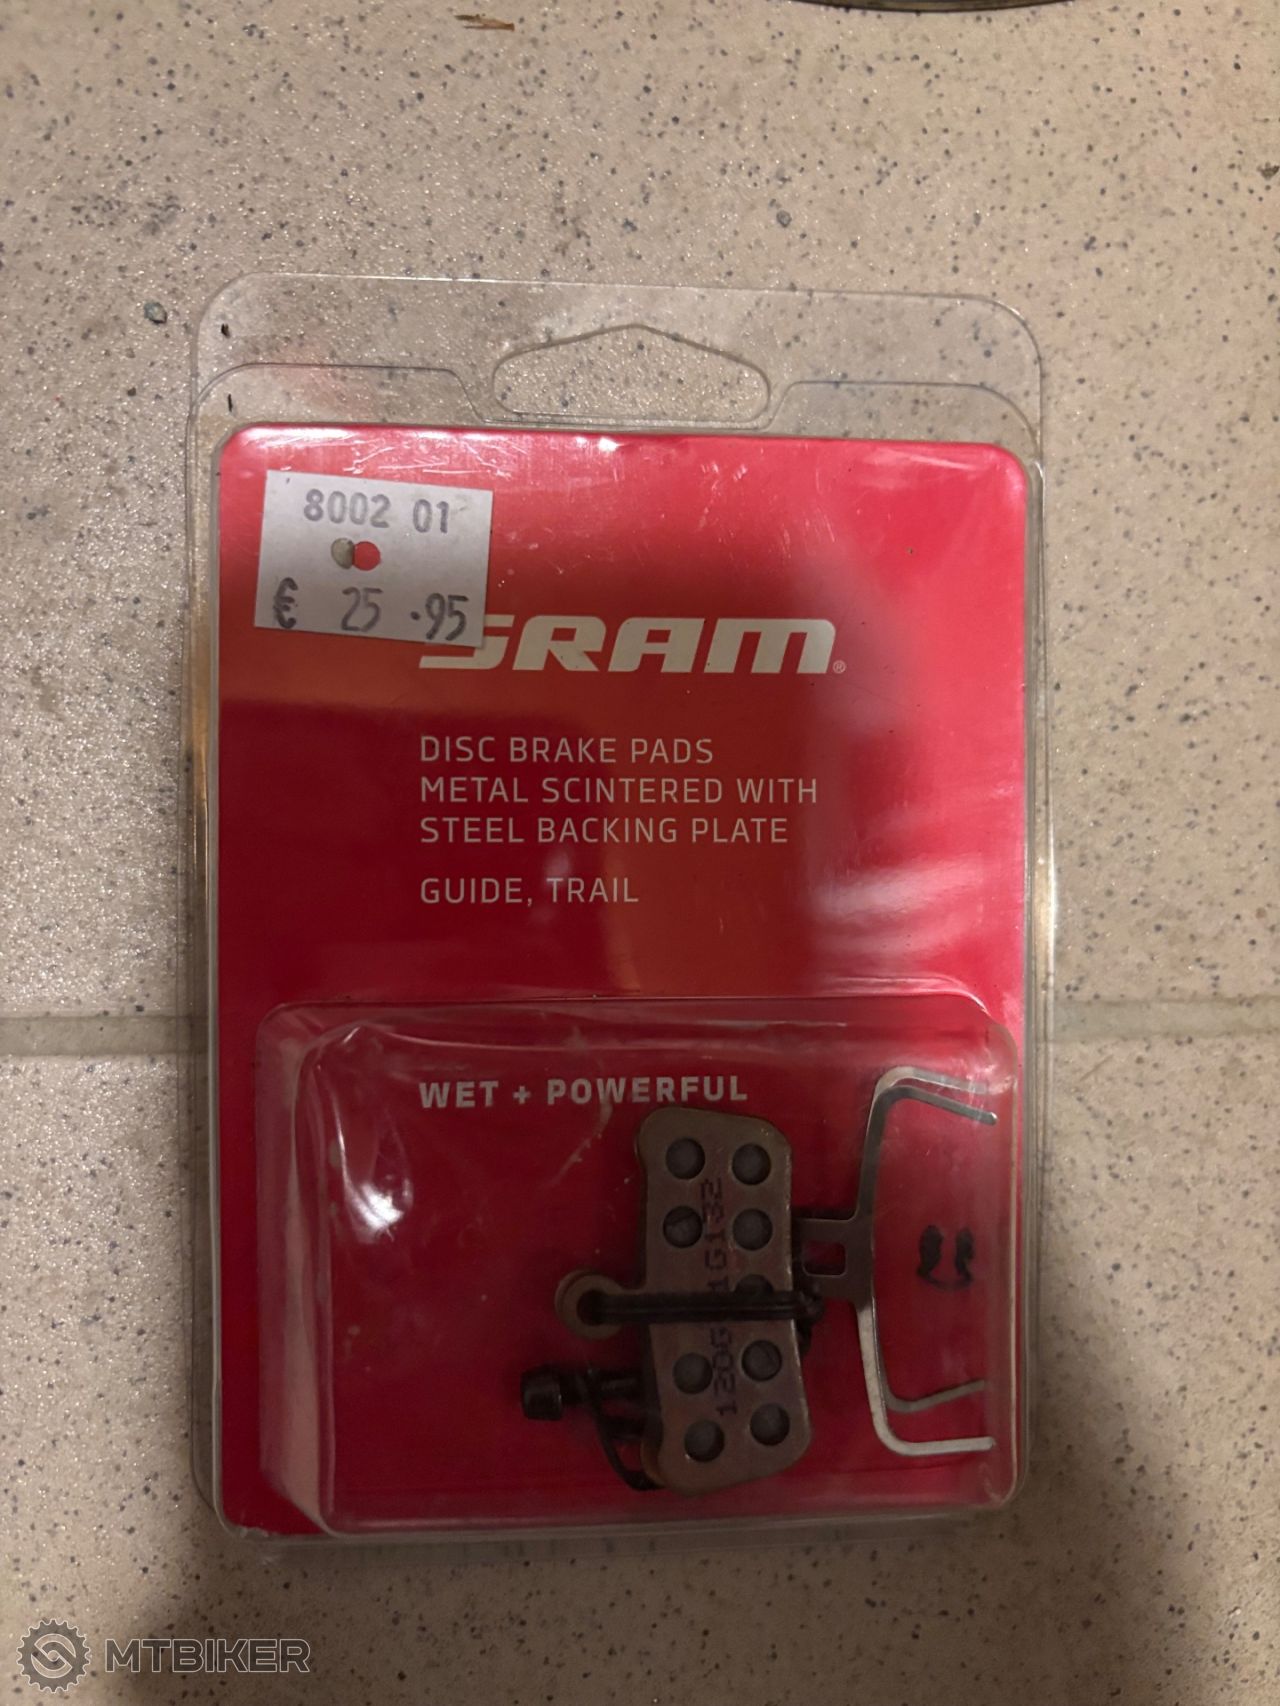 8002 01
€ 25.95
SRAM®
DISC BRAKE PADS
METAL SCINTERED WITH
STEEL BACKING PLATE
GUIDE, TRAIL
WET + POWERFUL
MTBIKER